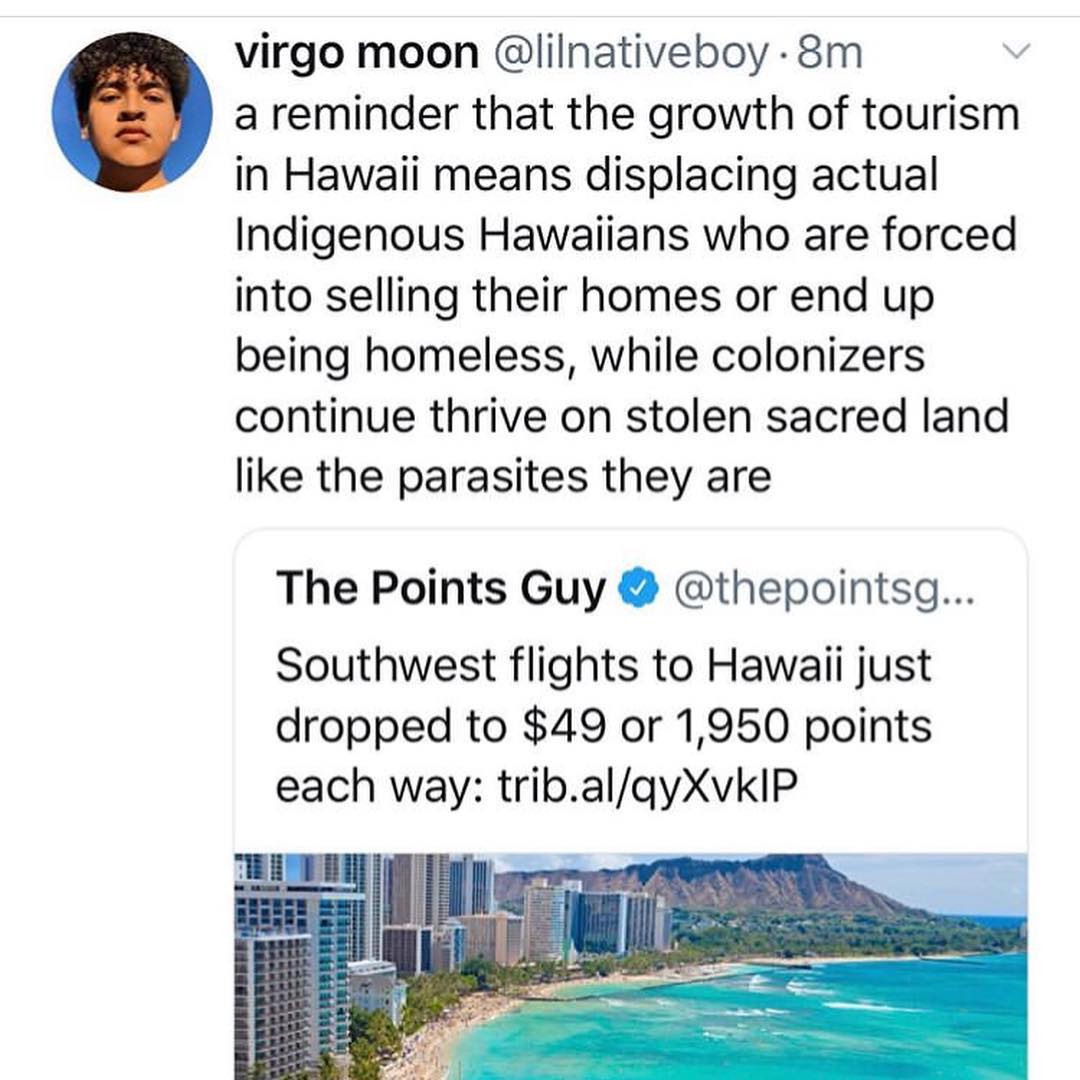 virgo moon @lilnativeboy · 8m
a reminder that the growth of tourism
in Hawaii means displacing actual
Indigenous Hawaiians who are forced
into selling their homes or end up
being homeless, while colonizers
continue thrive on stolen sacred land
like the parasites they are
The Points Guy @thepointsg...
Southwest flights to Hawaii just
dropped to $49 or 1,950 points
each way: trib.al/qyXvklP